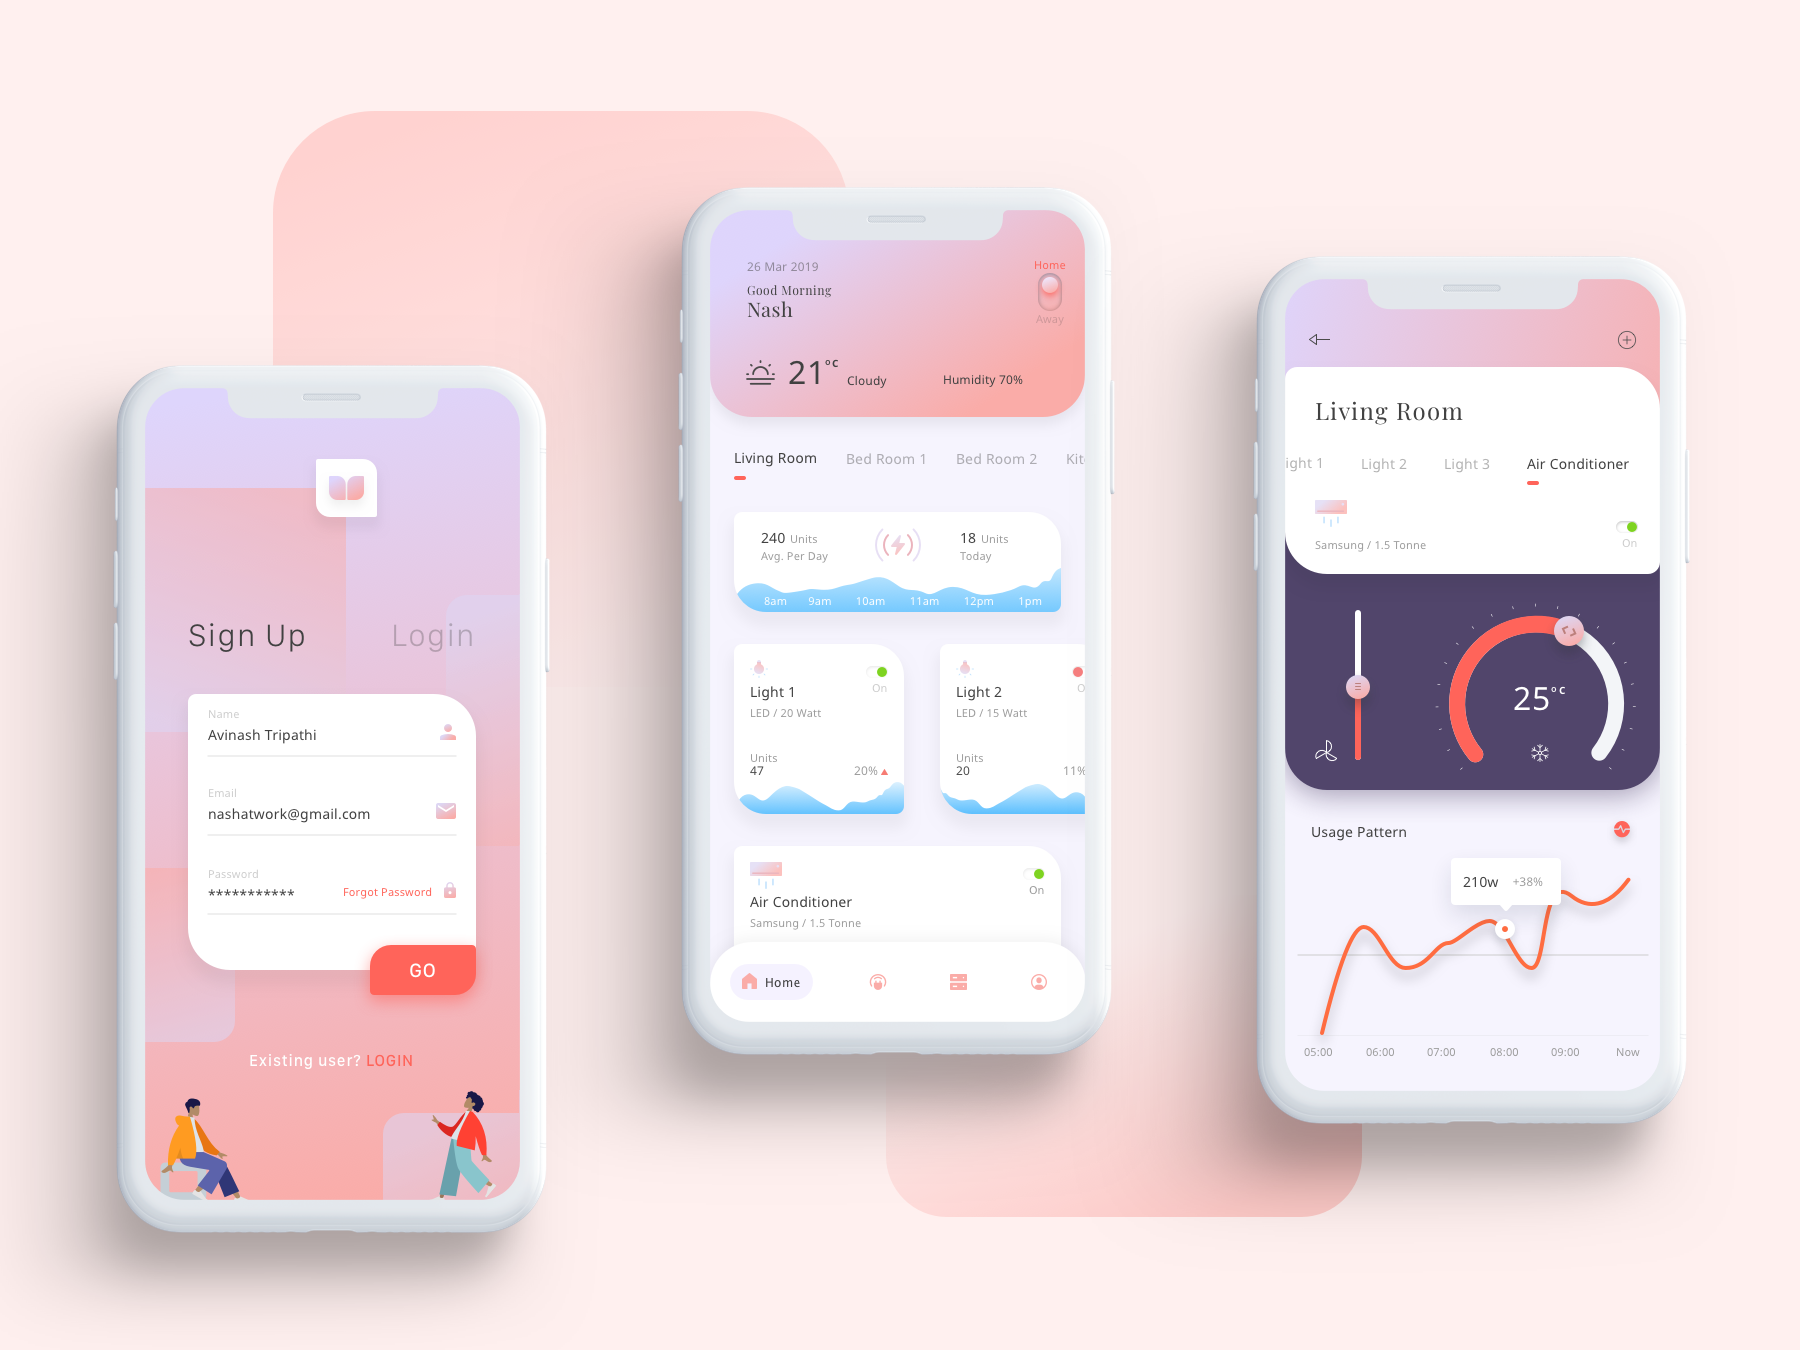 Sign Up
Login
Name
Avinash Tripathi
Email
nashatwork@gmail.com
Password
***********
Forgot Password
GO
Existing user? LOGIN
26 Mar 2019
Good Morning
Nash
Home
Away
21°C
Cloudy
Humidity 70%
Living Room
Bed Room 1
Bed Room 2
Kit
240 Units
Avg. Per Day
18 Units
Today
8am
9am
10am
11am
12pm
1pm
Light 1
On
LED / 20 Watt
Units
47
20%
Light 2
O
LED / 15 Watt
Units
20
11%
Air Conditioner
On
Samsung / 1.5 Tonne
Home
Living Room
ight 1
Light 2
Light 3
Air Conditioner
Samsung / 1.5 Tonne
On
25°C
Usage Pattern
210w
+38%
05:00
06:00
07:00
08:00
09:00
Now